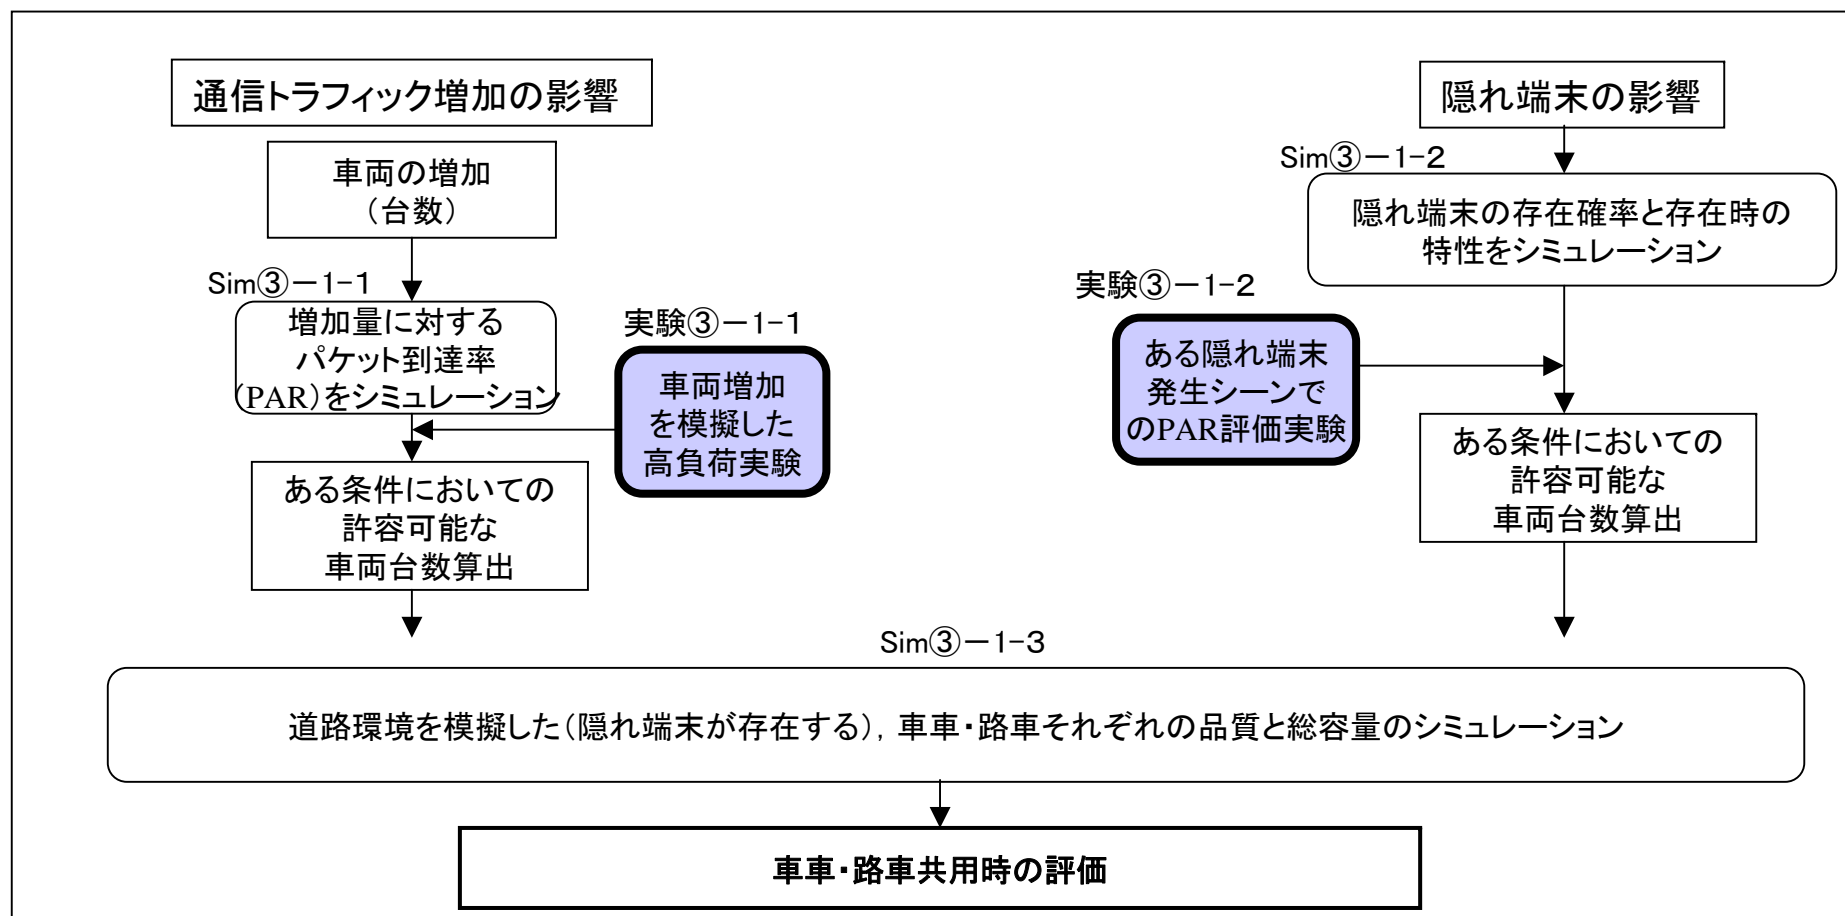 通信トラフィック増加の影響
車両の増加
（台数）
Sim③－1-1
増加量に対する
パケット到達率
（PAR）をシミュレーション
実験③－1-1
車両増加
を模擬した
高負荷実験
ある条件においての
許容可能な
車両台数算出
隠れ端末の影響
Sim③－1-2
隠れ端末の存在確率と存在時の
特性をシミュレーション
実験③－1-2
ある隠れ端末
発生シーンで
のPAR評価実験
ある条件においての
許容可能な
車両台数算出
Sim③－1-3
道路環境を模擬した（隠れ端末が存在する），車車・路車それぞれの品質と総容量のシミュレーション
車車・路車共用時の評価